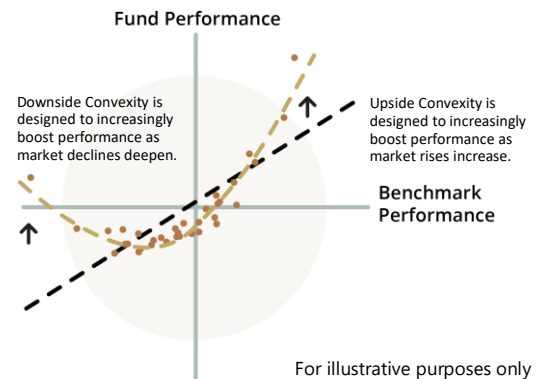 Fund Performance
Downside Convexity is
designed to increasingly
boost performance as
market declines deepen.
Upside Convexity is
designed to increasingly
boost performance as
market rises increase.
Benchmark
Performance
For illustrative purposes only